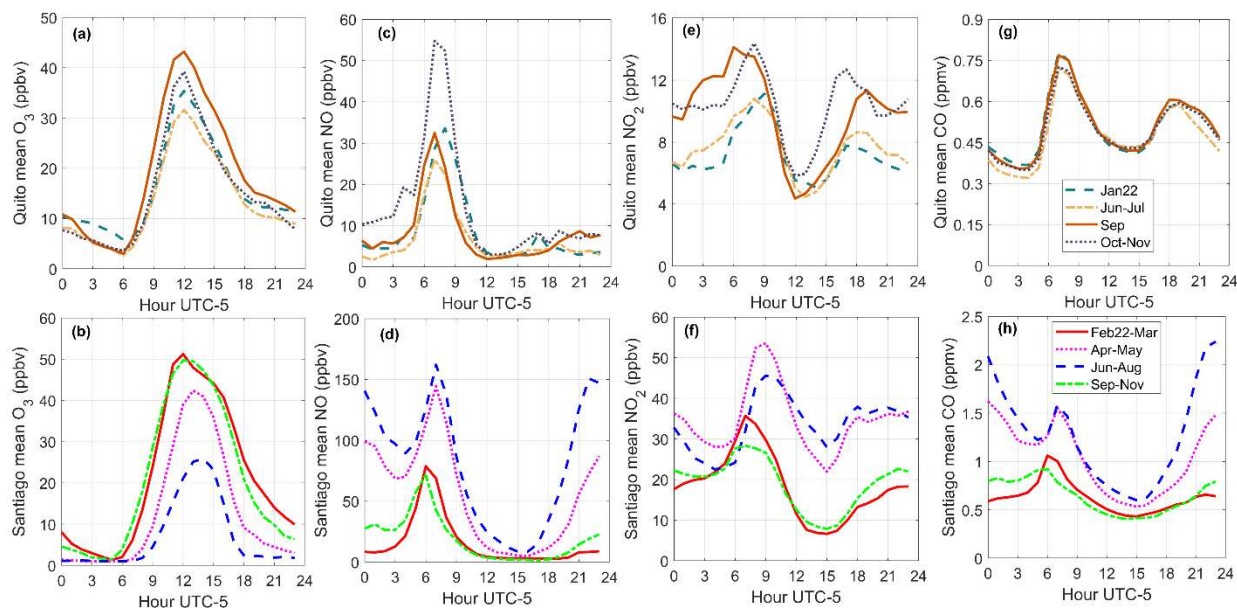 (a)
Quito mean O3 (ppbv)
50
40
30
20
10
0
0 3 6 9 12 15 18 21 24
Hour UTC-5
(c)
Quito mean NO (ppbv)
60
50
40
30
20
10
0
0 3 6 9 12 15 18 21 24
Hour UTC-5
(e)
Quito mean NO2 (ppbv)
16
12
8
4
0
0 3 6 9 12 15 18 21 24
Hour UTC-5
(g)
Quito mean CO (ppmv)
0.9
0.75
0.6
0.45
0.3
0.15
0
Jan22
Jun-Jul
Sep
Oct-Nov
0 3 6 9 12 15 18 21 24
Hour UTC-5
(b)
Santiago mean O3 (ppbv)
60
50
40
30
20
10
0
0 3 6 9 12 15 18 21 24
Hour UTC-5
(d)
Santiago mean NO (ppbv)
200
150
100
50
0
0 3 6 9 12 15 18 21 24
Hour UTC-5
(f)
Santiago mean NO2 (ppbv)
60
50
40
30
20
10
0
0 3 6 9 12 15 18 21 24
Hour UTC-5
(h)
Santiago mean CO (ppmv)
2.5
2
1.5
1
0.5
0
Feb22-Mar
Apr-May
Jun-Aug
Sep-Nov
0 3 6 9 12 15 18 21 24
Hour UTC-5